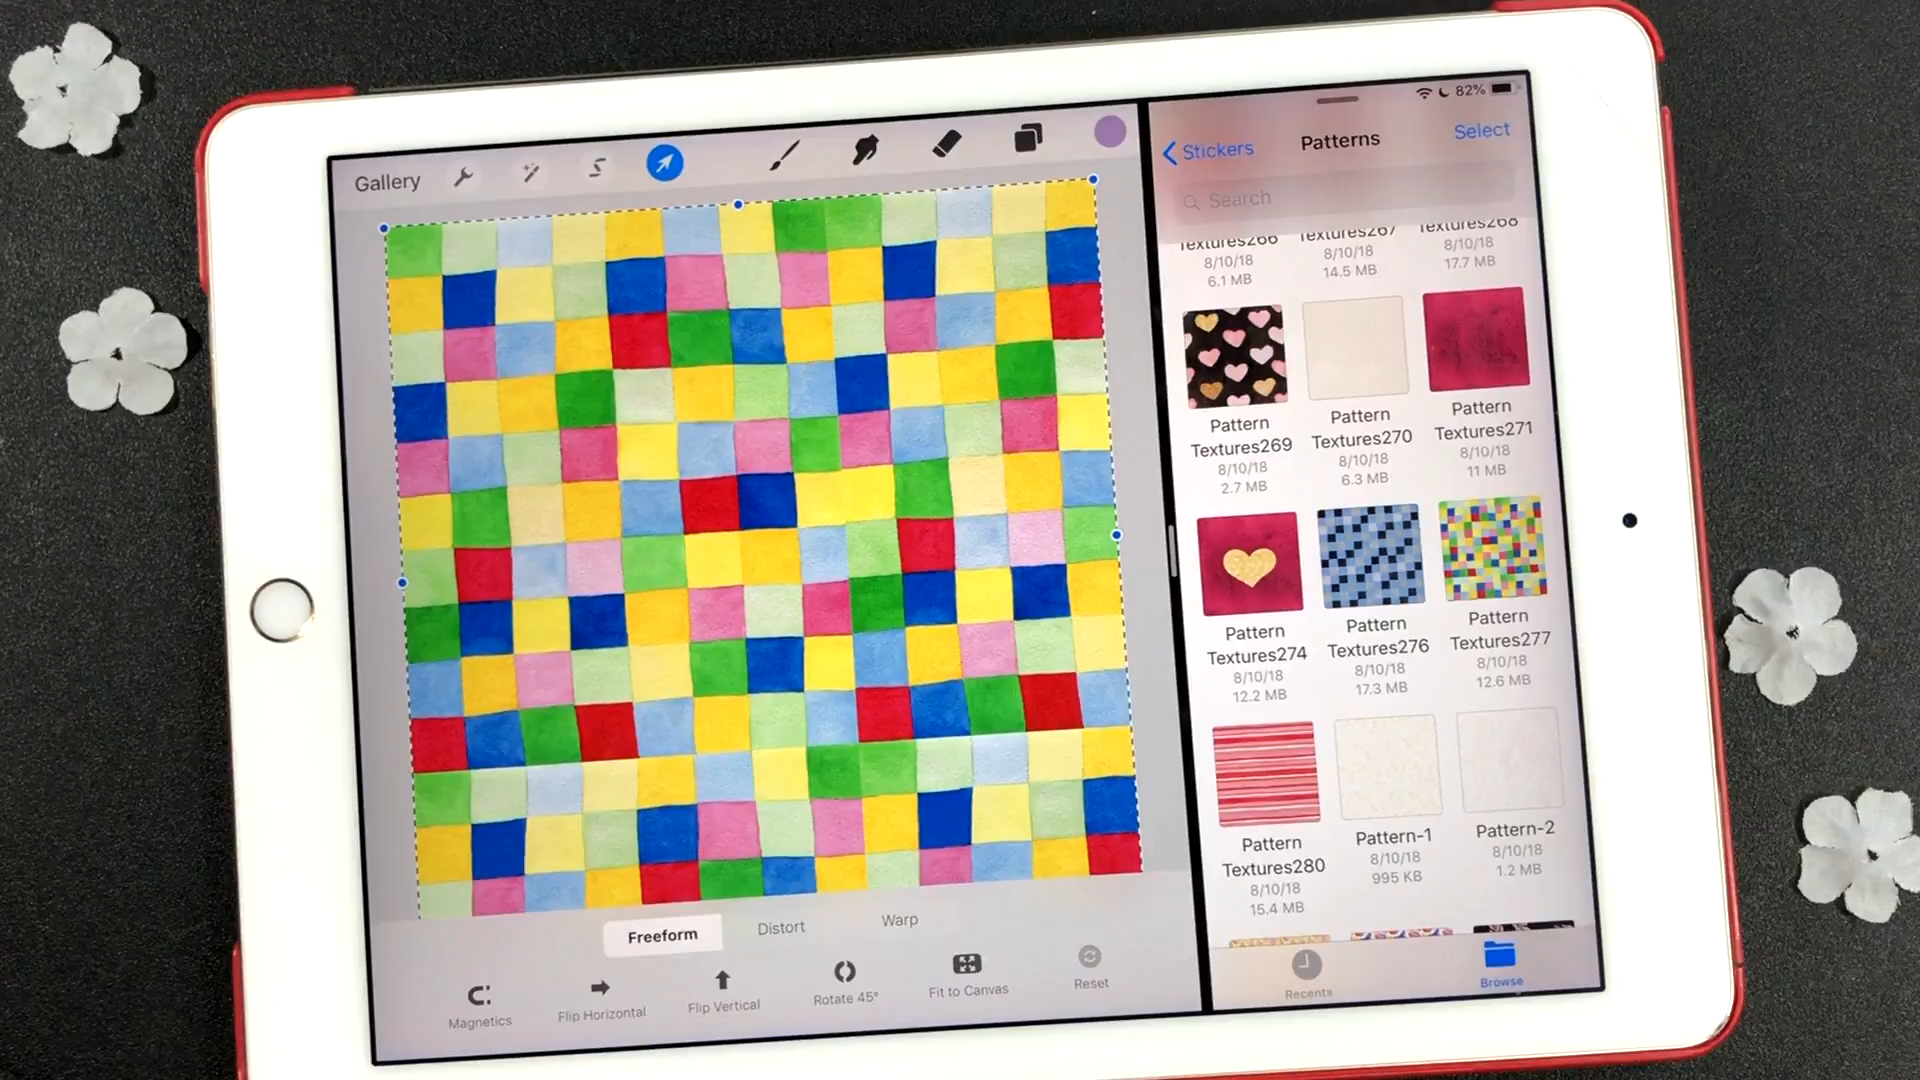 82%
Gallery
Stickers
Patterns
Select
Search
Textures266
Textures267
Textures268
8/10/18
8/10/18
8/10/18
6.1 MB
14.5 MB
17.7 MB
Pattern
Textures269
8/10/18
2.7 MB
Pattern
Textures270
8/10/18
6.3 MB
Pattern
Textures271
8/10/18
11 MB
Pattern
Textures274
8/10/18
12.2 MB
Pattern
Textures276
8/10/18
17.3 MB
Pattern
Textures277
8/10/18
12.6 MB
Pattern
Textures280
8/10/18
15.4 MB
Pattern-1
8/10/18
995 KB
Pattern-2
8/10/18
1.2 MB
Recents
Browse
Freeform
Distort
Warp
Magnetics
Flip Horizontal
Flip Vertical
Rotate 45°
Fit to Canvas
Reset